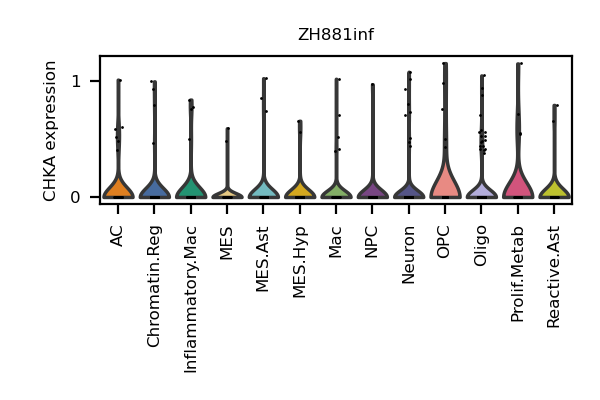 ZH881inf
CHKA expression
1
0
AC
Chromatin.Reg
Inflammatory.Mac
MES
MES.Ast
MES.Hyp
Mac
NPC
Neuron
OPC
Oligo
Prolif.Metab
Reactive.Ast